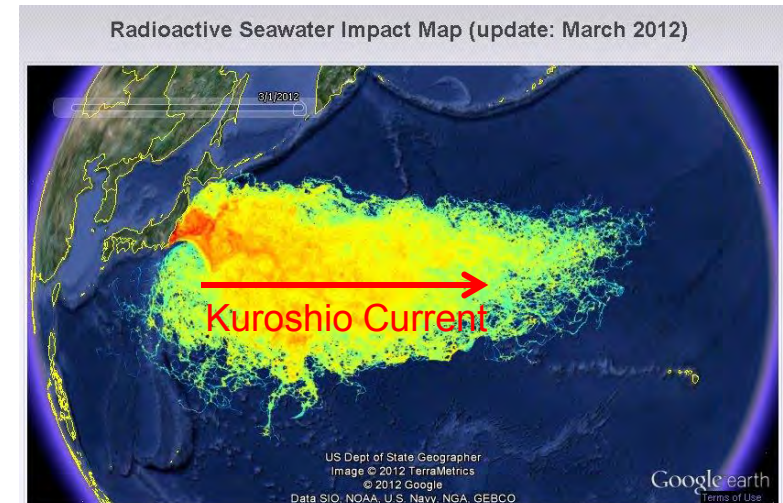 Radioactive Seawater Impact Map (update: March 2012)
3/1/2012
Kuroshio Current
US Dept of State Geographer
Image © 2012 TerraMetrics
© 2012 Google
Data SIO, NOAA, U.S. Navy, NGA, GEBCO
Google earth
Terms of Use